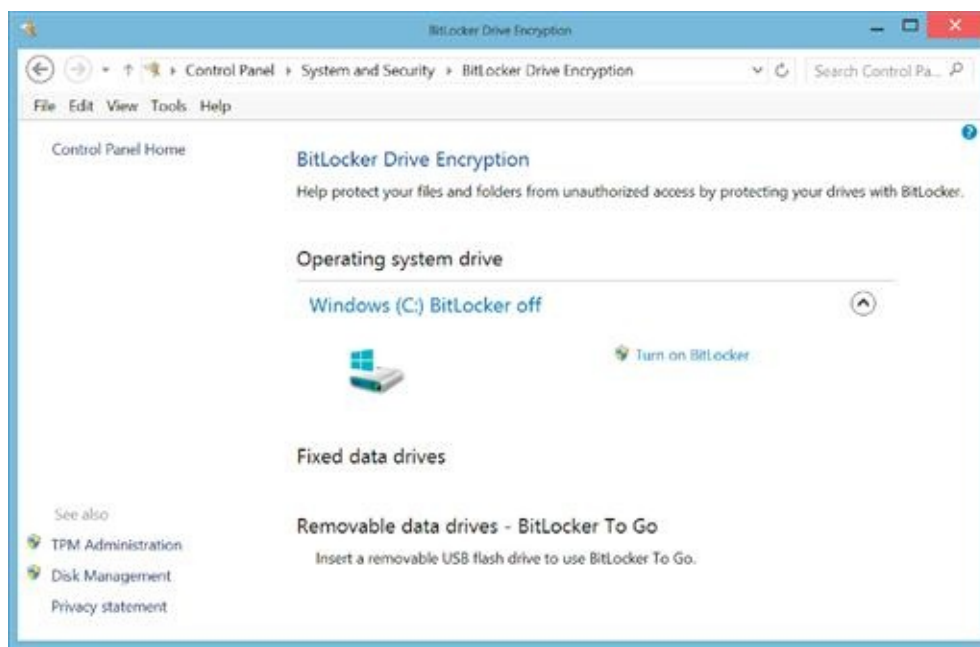 BitLocker Drive Encryption
Control Panel System and Security BitLocker Drive Encryption
Search Control Pa...
File Edit View Tools Help
Control Panel Home
BitLocker Drive Encryption
Help protect your files and folders from unauthorized access by protecting your drives with BitLocker.
Operating system drive
Windows (C:) BitLocker off
Turn on BitLocker
Fixed data drives
Removable data drives - BitLocker To Go
Insert a removable USB flash drive to use BitLocker To Go.
See also
TPM Administration
Disk Management
Privacy statement